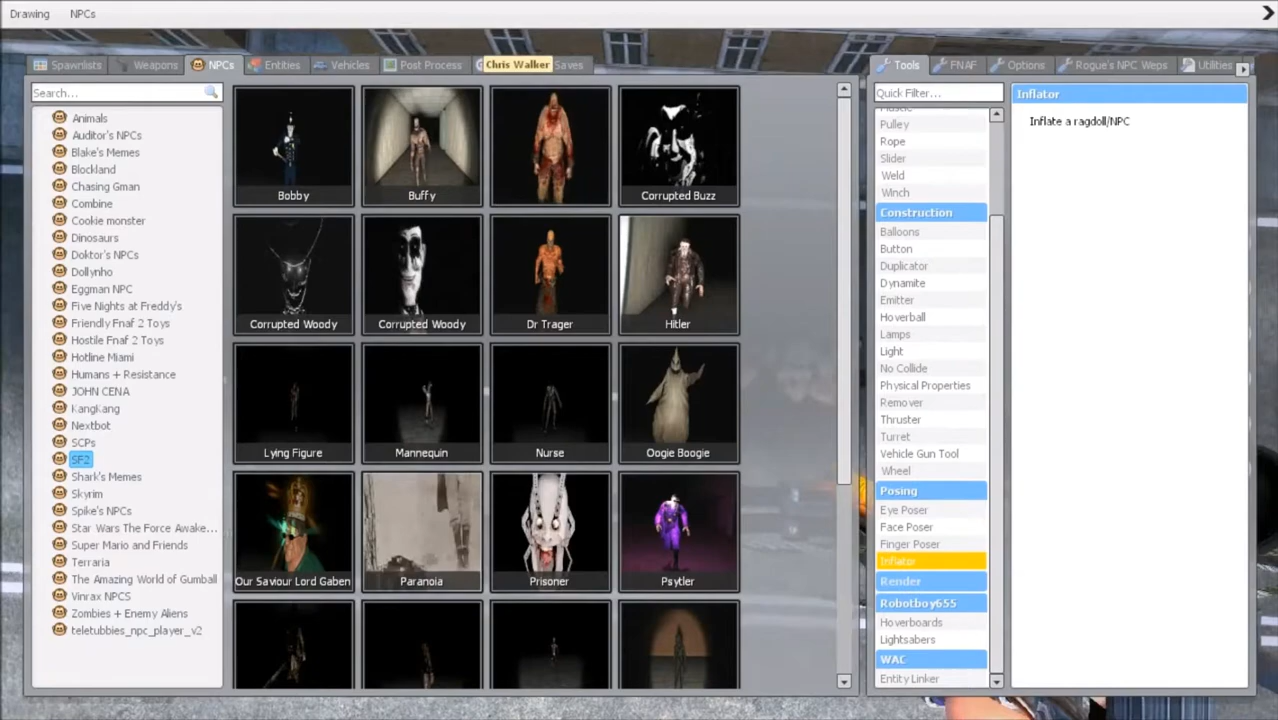 Drawing NPCs
Spawnlists Weapons NPCs Entities Vehicles Post Process Chris Walker Saves
Search...
Animals
Auditor's NPCs
Blake's Memes
Blockland
Chasing Gman
Combine
Cookie monster
Dinosaurs
Doktor's NPCs
Dollynho
Eggman NPC
Five Nights at Freddy's
Friendly Fnaf 2 Toys
Hostile Fnaf 2 Toys
Hotline Miami
Humans + Resistance
JOHN CENA
KangKang
Nextbot
SCPs
SF2
Shark's Memes
Skyrim
Spike's NPCs
Star Wars The Force Awake...
Super Mario and Friends
Terraria
The Amazing World of Gumball
Vinrax NPCS
Zombies + Enemy Aliens
teletubbies_npc_player_v2
Bobby Buffy Corrupted Buzz
Corrupted Woody Corrupted Woody Dr Trager Hitler
Lying Figure Mannequin Nurse Oogie Boogie
Our Saviour Lord Gaben Paranoia Prisoner Psytler
Tools FNAF Options Rogue's NPC Weps Utilities
Quick Filter...
Pulley
Rope
Slider
Weld
Winch
Construction
Balloons
Button
Duplicator
Dynamite
Emitter
Hoverball
Lamps
Light
No Collide
Physical Properties
Remover
Thruster
Turret
Vehicle Gun Tool
Wheel
Posing
Eye Poser
Face Poser
Finger Poser
Inflator
Render
Robotboy655
Hoverboards
Lightsabers
WAC
Entity Linker
Inflator
Inflate a ragdoll/NPC